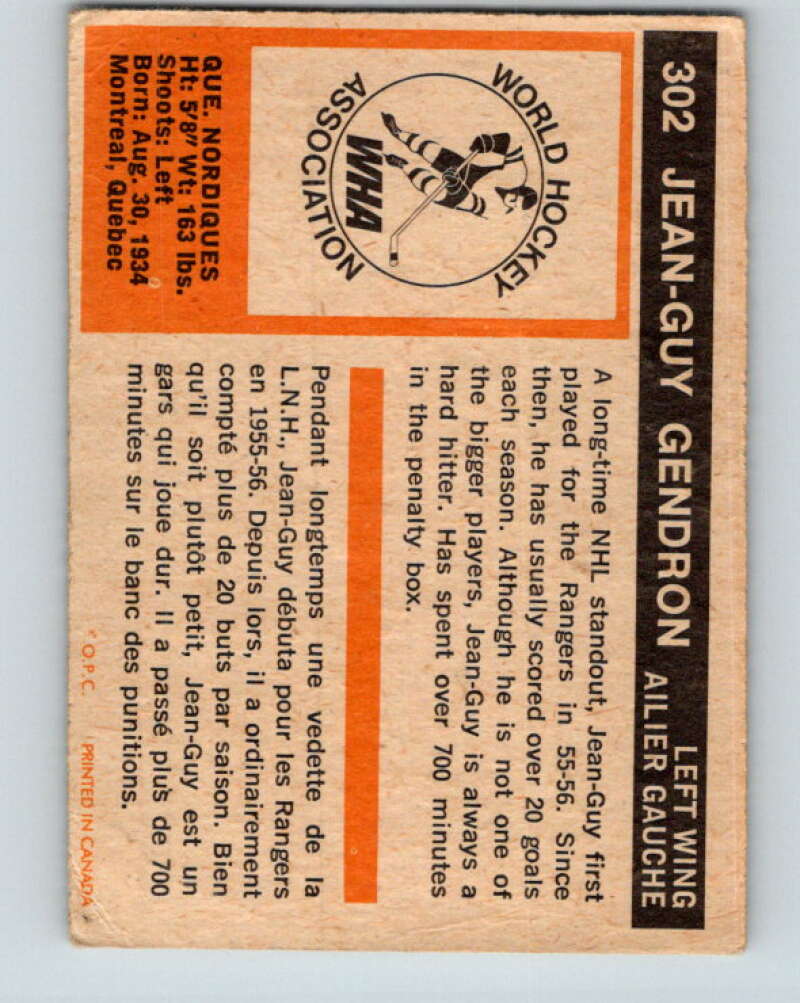 302 JEAN-GUY GENDRON
LEFT WING
AILIER GAUCHE
WORLD HOCKEY
ASSOCIATION
WHA
QUE. NORDIQUES
Ht: 5'8" Wt: 163 lbs.
Shoots: Left
Born: Aug. 30, 1934
Montreal, Quebec
A long-time NHL standout, Jean-Guy first
played for the Rangers in 55-56. Since
then, he has usually scored over 20 goals
each season. Although he is not one of
the bigger players, Jean-Guy is always a
hard hitter. Has spent over 700 minutes
in the penalty box.
Pendant longtemps une vedette de la
L.N.H., Jean-Guy débuta pour les Rangers
en 1955-56. Depuis lors, il a ordinairement
compté plus de 20 buts par saison. Bien
qu'il soit plutôt petit, Jean-Guy est un
gars qui joue dur. Il a passé plus de 700
minutes sur le banc des punitions.
* O.P.C. PRINTED IN CANADA